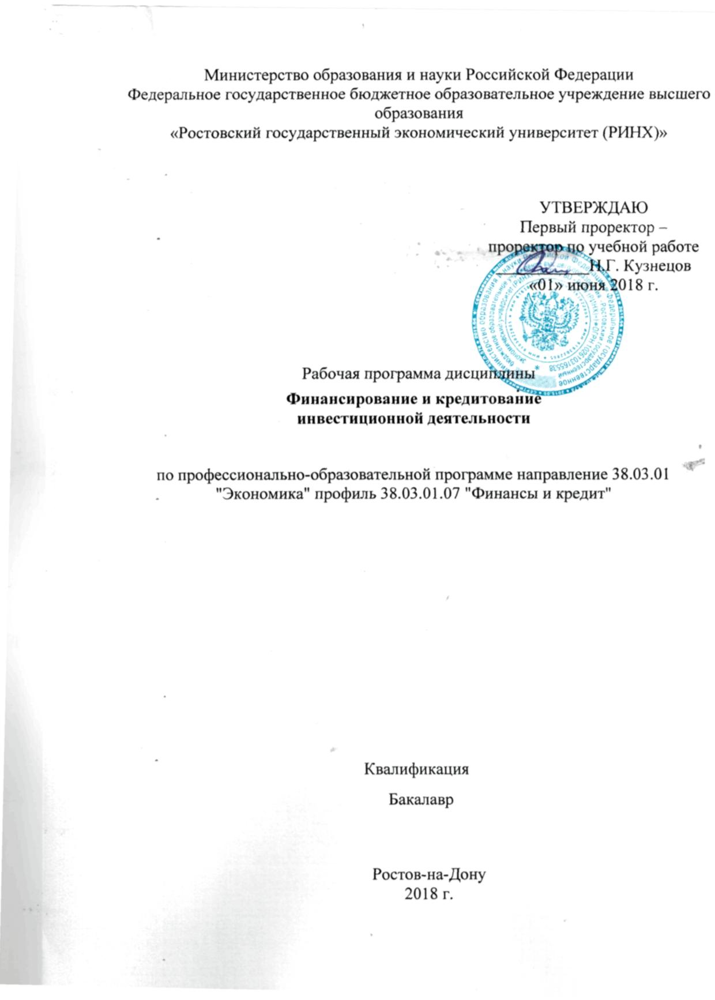 Министерство образования и науки Российской Федерации
Федеральное государственное бюджетное образовательное учреждение высшего
образования
«Ростовский государственный экономический университет (РИНХ)»
УТВЕРЖДАЮ
Первый проректор –
проректор по учебной работе
Н.Г. Кузнецов
«01» июня 2018 г.
Рабочая программа дисциплины
Финансирование и кредитование
инвестиционной деятельности
по профессионально-образовательной программе направление 38.03.01
"Экономика" профиль 38.03.01.07 "Финансы и кредит"
Квалификация
Бакалавр
Ростов-на-Дону
2018 г.